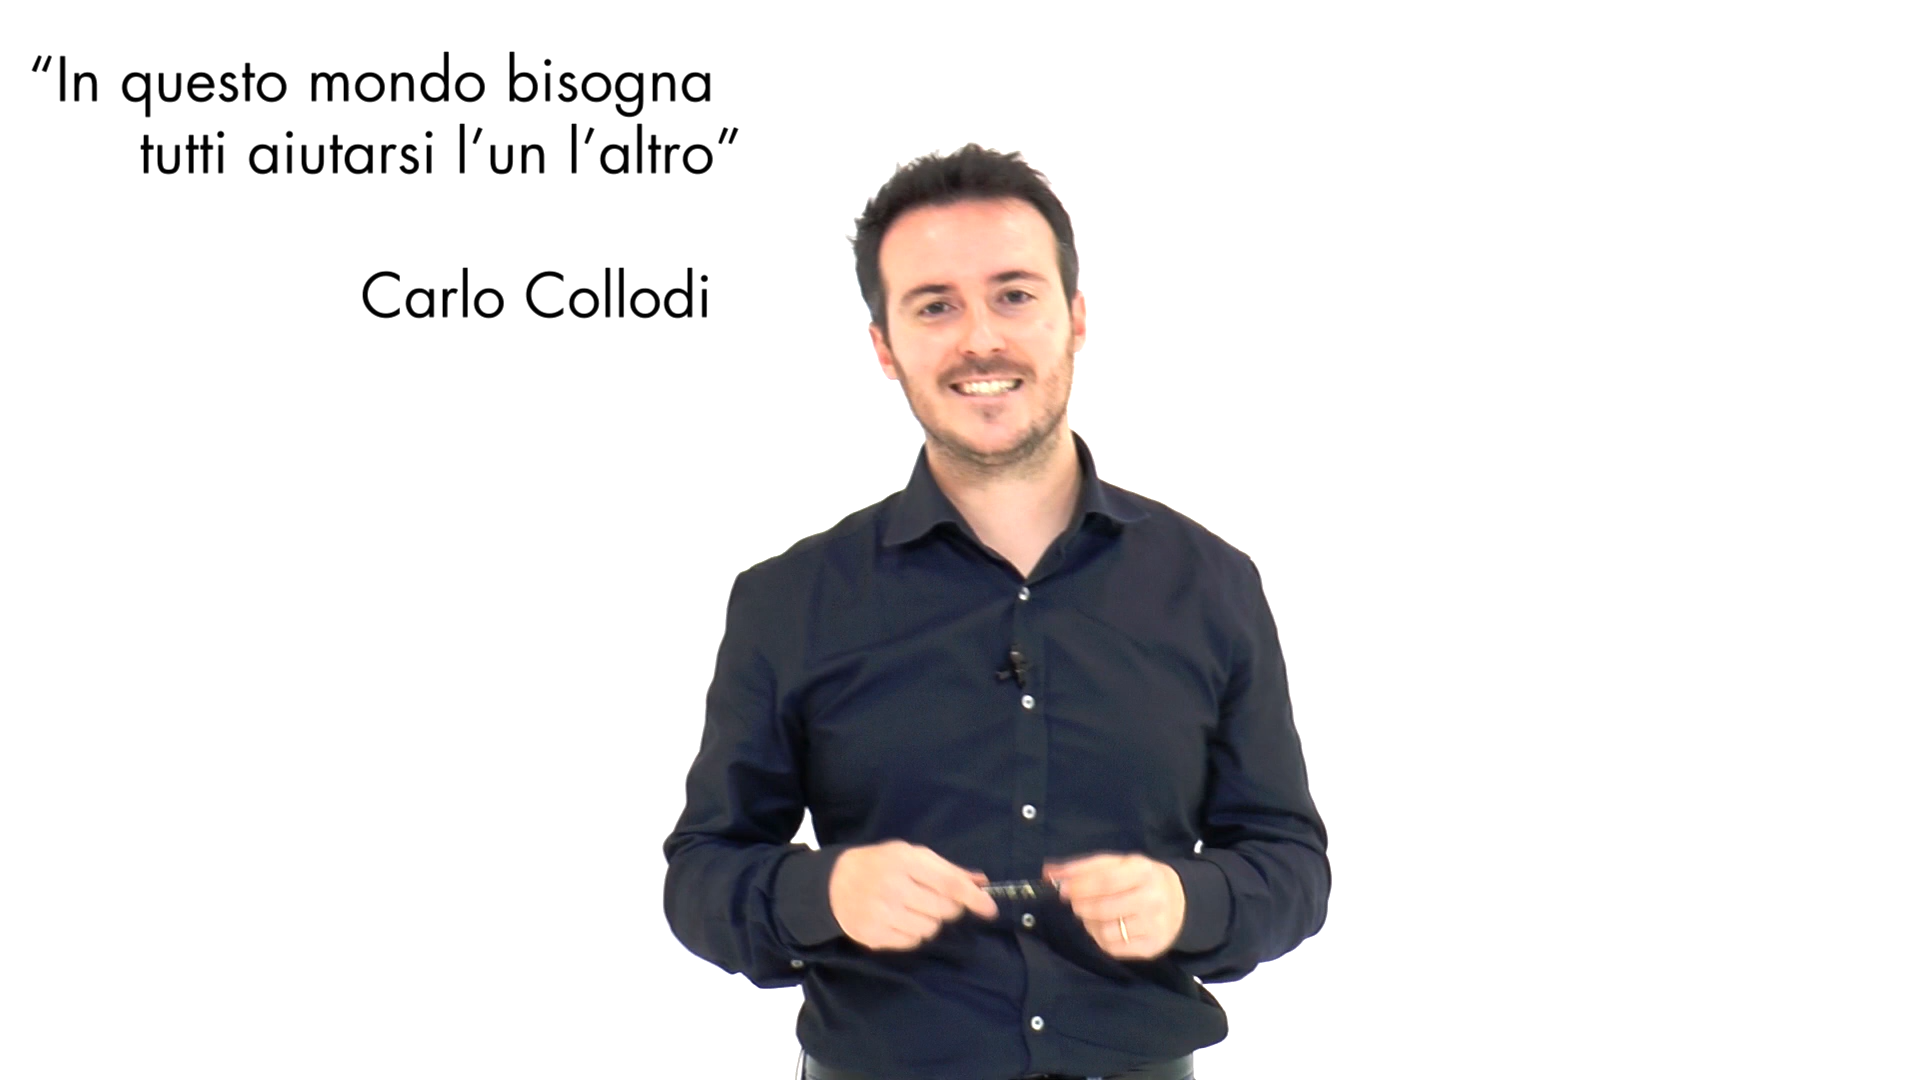 “In questo mondo bisogna
tutti aiutarsi l’un l’altro”
Carlo Collodi